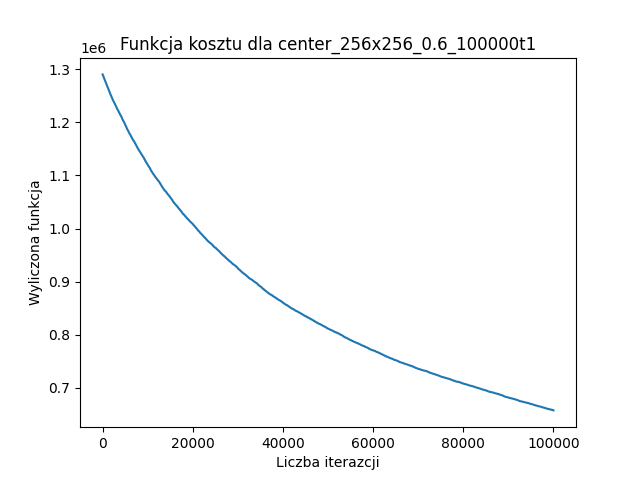 Funkcja kosztu dla center_256x256_0.6_100000t1
1e6
1.3
1.2
1.1
1.0
0.9
0.8
0.7
Wyliczona funkcja
0 20000 40000 60000 80000 100000
Liczba iterazcji